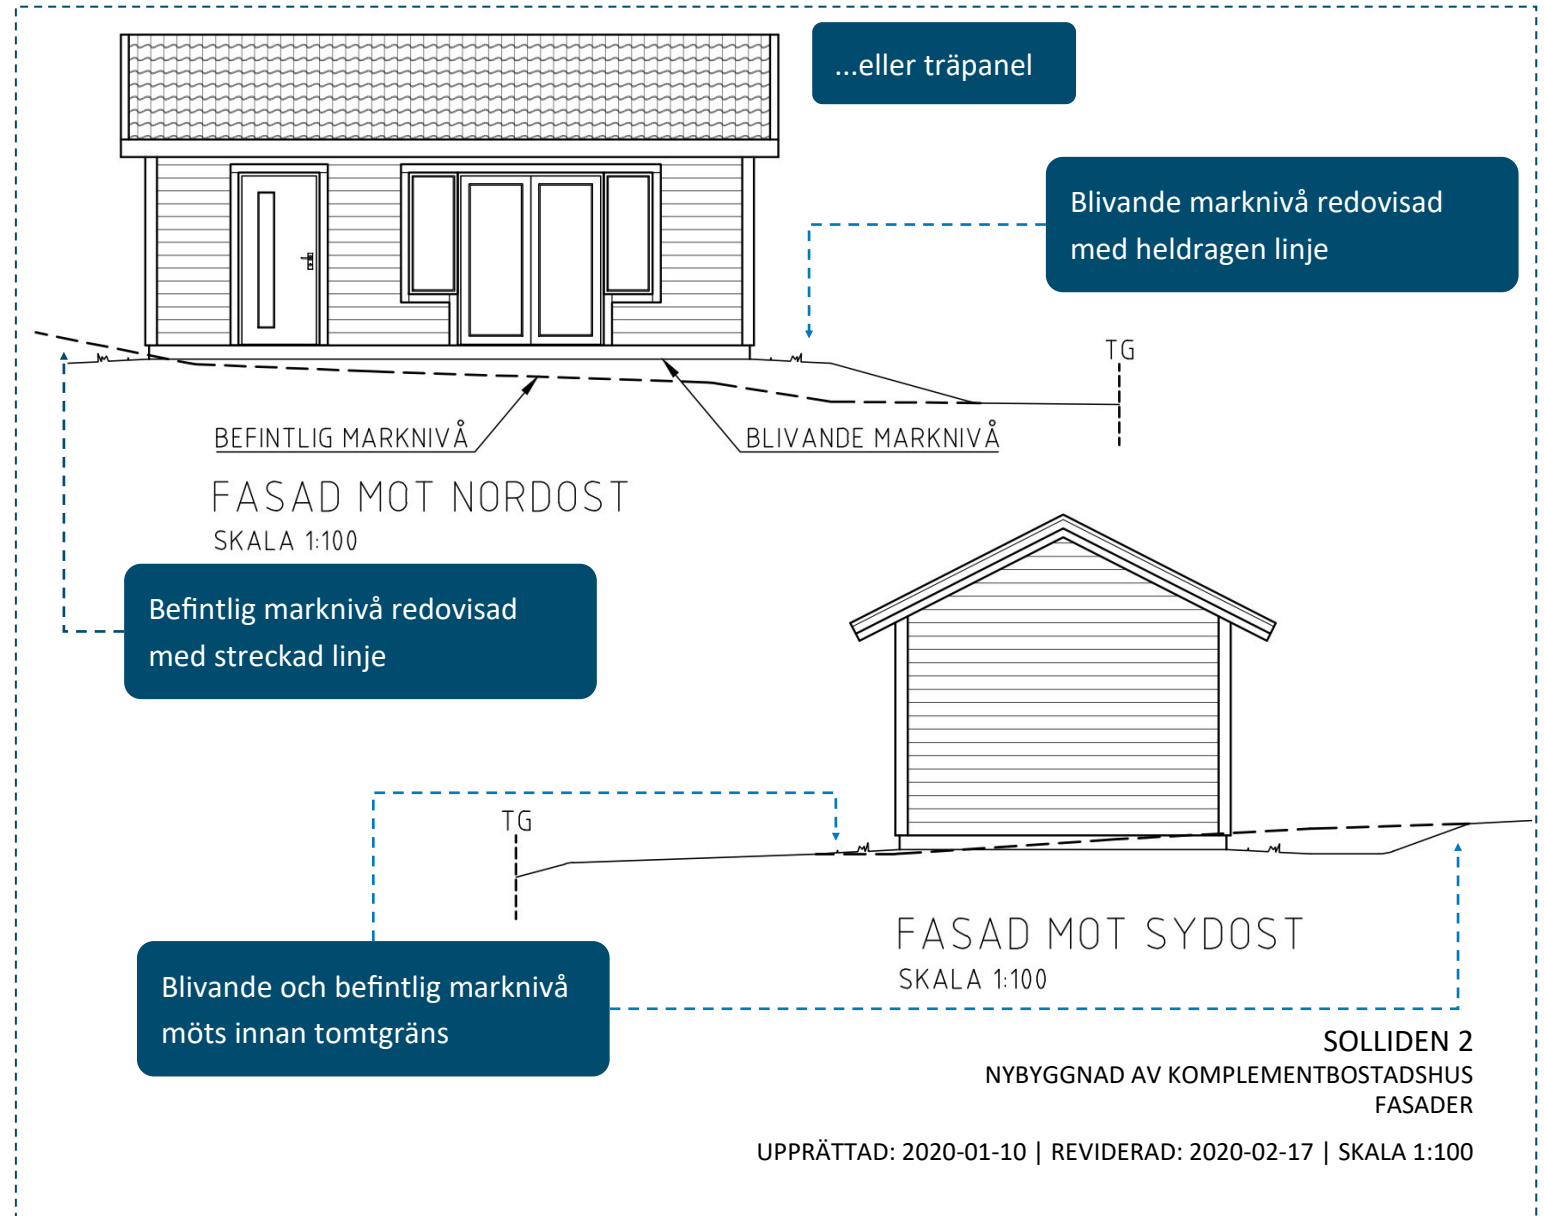 ...eller träpanel
Blivande marknivå redovisad
med heldragen linje
TG
BEFINTLIG MARKNIVÅ
BLIVANDE MARKNIVÅ
FASAD MOT NORDOST
SKALA 1:100
Befintlig marknivå redovisad
med streckad linje
TG
FASAD MOT SYDOST
SKALA 1:100
Blivande och befintlig marknivå
möts innan tomtgräns
SOLLIDEN 2
NYBYGGNAD AV KOMPLEMENTBOSTADSHUS
FASADER
UPPRÄTTAD: 2020-01-10 | REVIDERAD: 2020-02-17 | SKALA 1:100